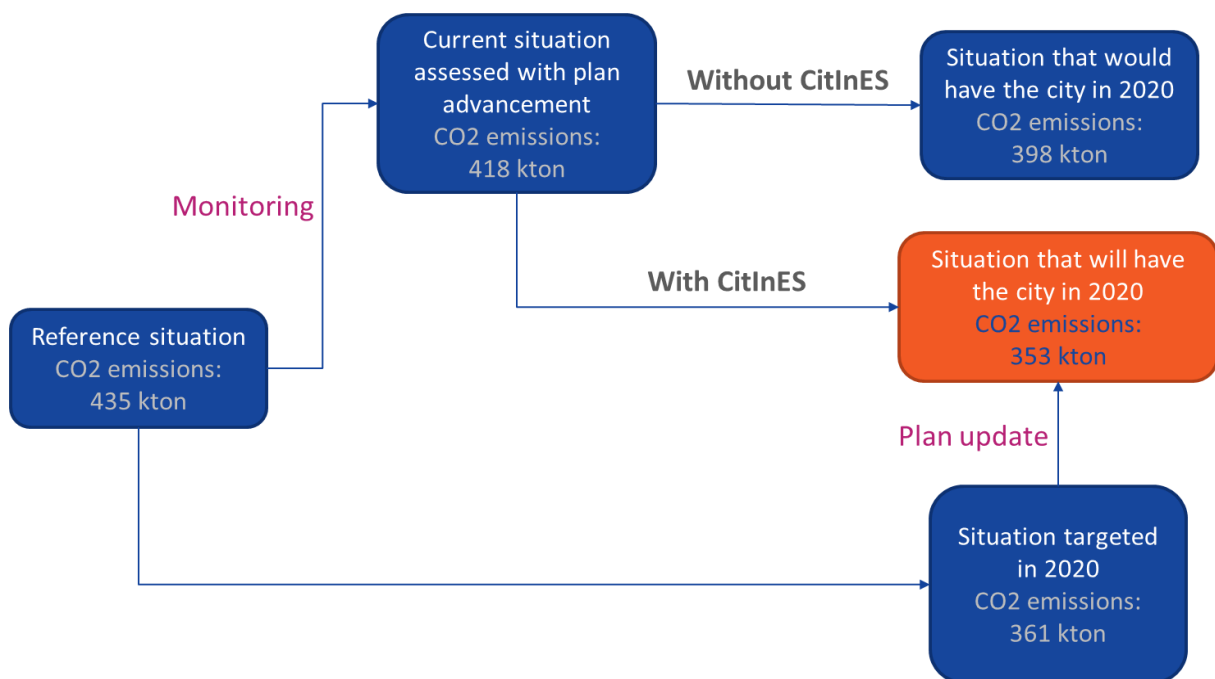 Current situation
assessed with plan
advancement
CO2 emissions:
418 kton
Without CitInES
Situation that would
have the city in 2020
CO2 emissions:
398 kton
Monitoring
With CitInES
Situation that will have
the city in 2020
CO2 emissions:
353 kton
Reference situation
CO2 emissions:
435 kton
Plan update
Situation targeted
in 2020
CO2 emissions:
361 kton